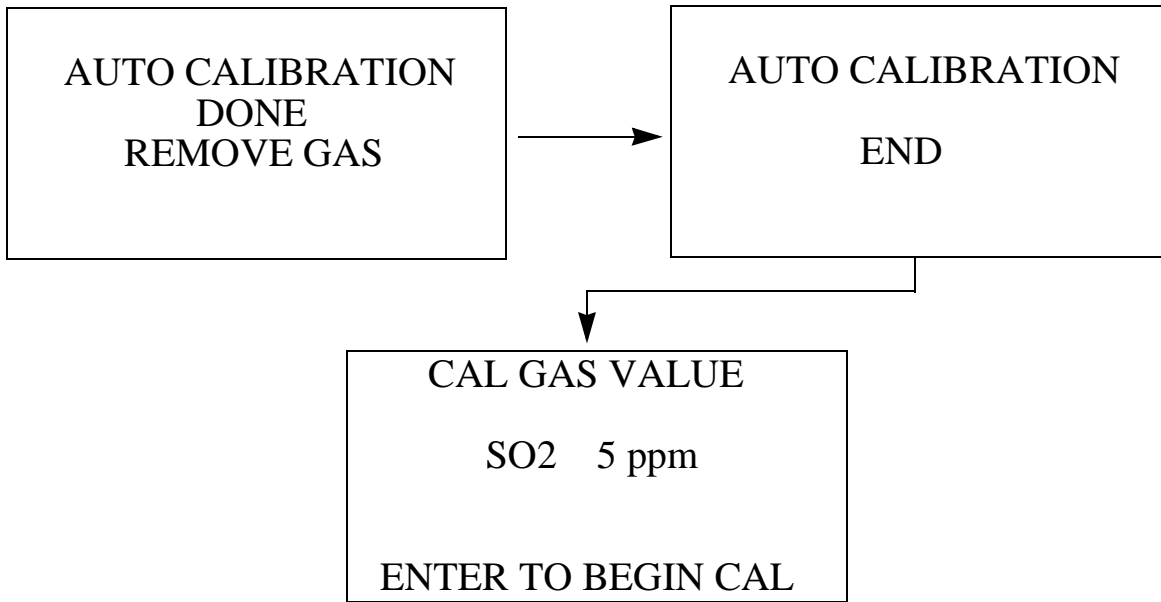 AUTO CALIBRATION
DONE
REMOVE GAS
AUTO CALIBRATION
END
CAL GAS VALUE
SO2 5 ppm
ENTER TO BEGIN CAL